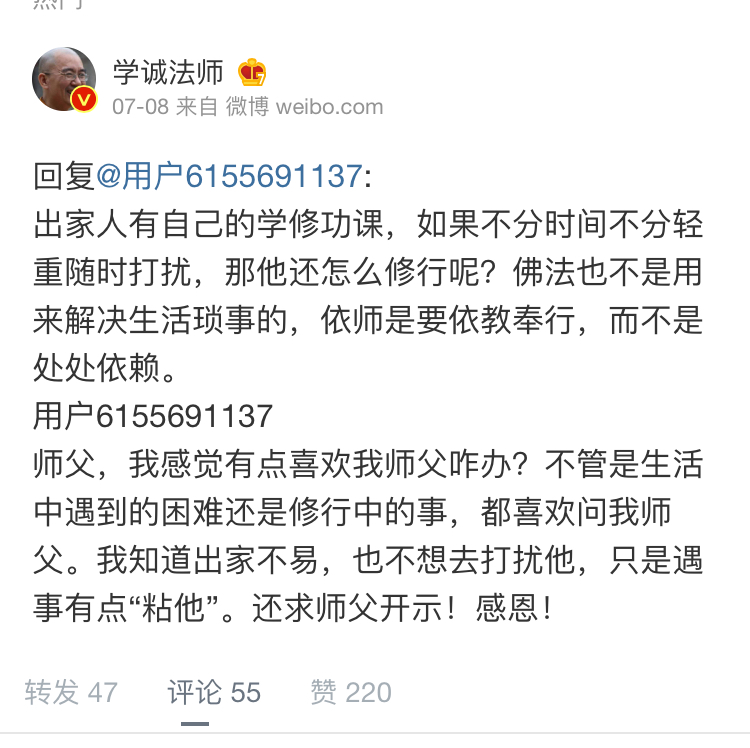 热门
学诚法师
07-08 来自 微博 weibo.com
回复@用户6155691137:
出家人有自己的学修功课，如果不分时间不分轻
重随时打扰，那他还怎么修行呢？佛法也不是用
来解决生活琐事的，依师是要依教奉行，而不是
处处依赖。
用户6155691137
师父，我感觉有点喜欢我师父咋办？不管是生活
中遇到的困难还是修行中的事，都喜欢问我师
父。我知道出家不易，也不想去打扰他，只是遇
事有点“粘他”。还求师父开示！感恩！
转发 47 评论 55 赞 220